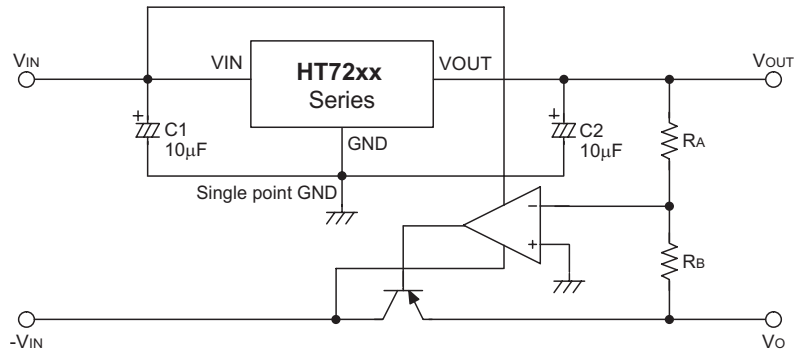 VIN
VIN
HT72xx
Series
VOUT
VOUT
+
C1
10μF
GND
+
C2
10μF
RA
Single point GND
−
+
RB
-VIN
VO